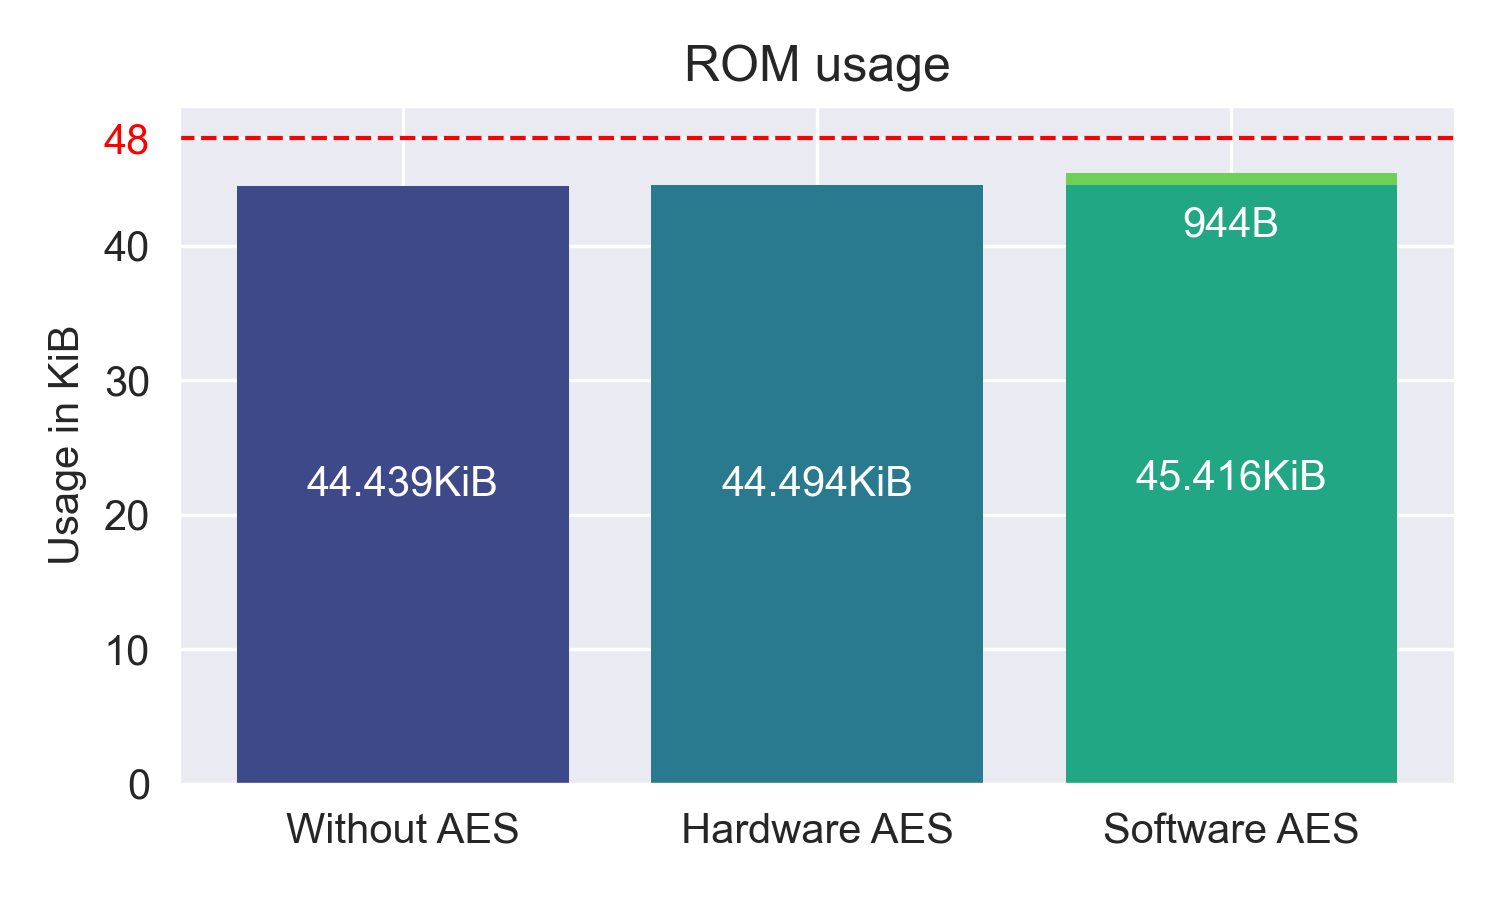 ROM usage
48
40
30
20
10
0
Usage in KiB
44.439KiB
44.494KiB
944B
45.416KiB
Without AES
Hardware AES
Software AES